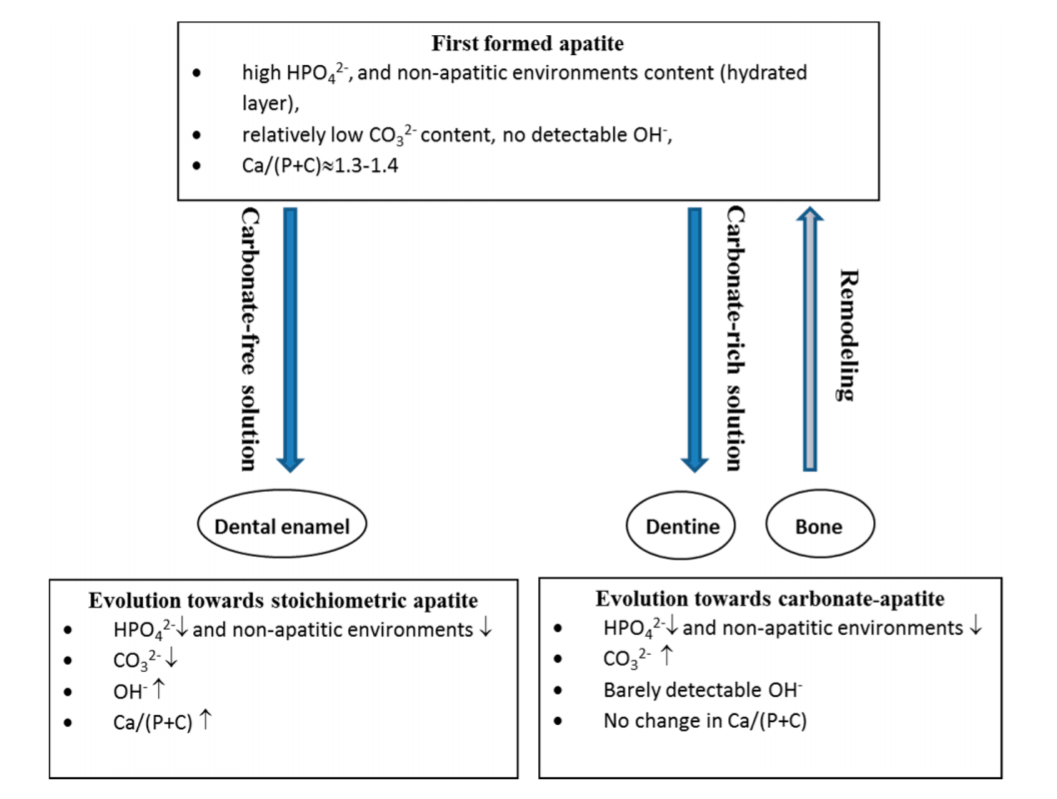 First formed apatite
• high HPO₄²⁻, and non-apatitic environments content (hydrated
layer),
• relatively low CO₃²⁻ content, no detectable OH⁻,
• Ca/(P+C)≈1.3-1.4
Carbonate-free solution
Carbonate-rich solution
Remodeling
Dental enamel
Dentine
Bone
Evolution towards stoichiometric apatite
• HPO₄²⁻↓ and non-apatitic environments ↓
• CO₃²⁻↓
• OH⁻ ↑
• Ca/(P+C) ↑
Evolution towards carbonate-apatite
• HPO₄²⁻↓ and non-apatitic environments ↓
• CO₃²⁻ ↑
• Barely detectable OH⁻
• No change in Ca/(P+C)